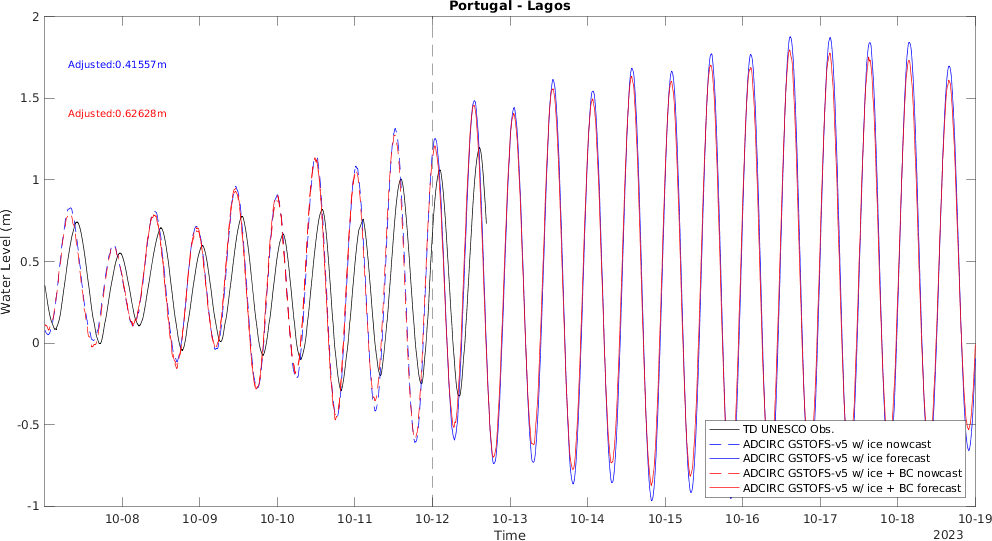 Portugal - Lagos
2
Adjusted:0.41557m
1.5
Adjusted:0.62628m
1
Water Level (m)
0.5
0
-0.5
TD UNESCO Obs.
ADCIRC GSTOFS-v5 w/ ice nowcast
ADCIRC GSTOFS-v5 w/ ice forecast
ADCIRC GSTOFS-v5 w/ ice + BC nowcast
ADCIRC GSTOFS-v5 w/ ice + BC forecast
-1
10-08 10-09 10-10 10-11 10-12 10-13 10-14 10-15 10-16 10-17 10-18 10-19
Time
2023